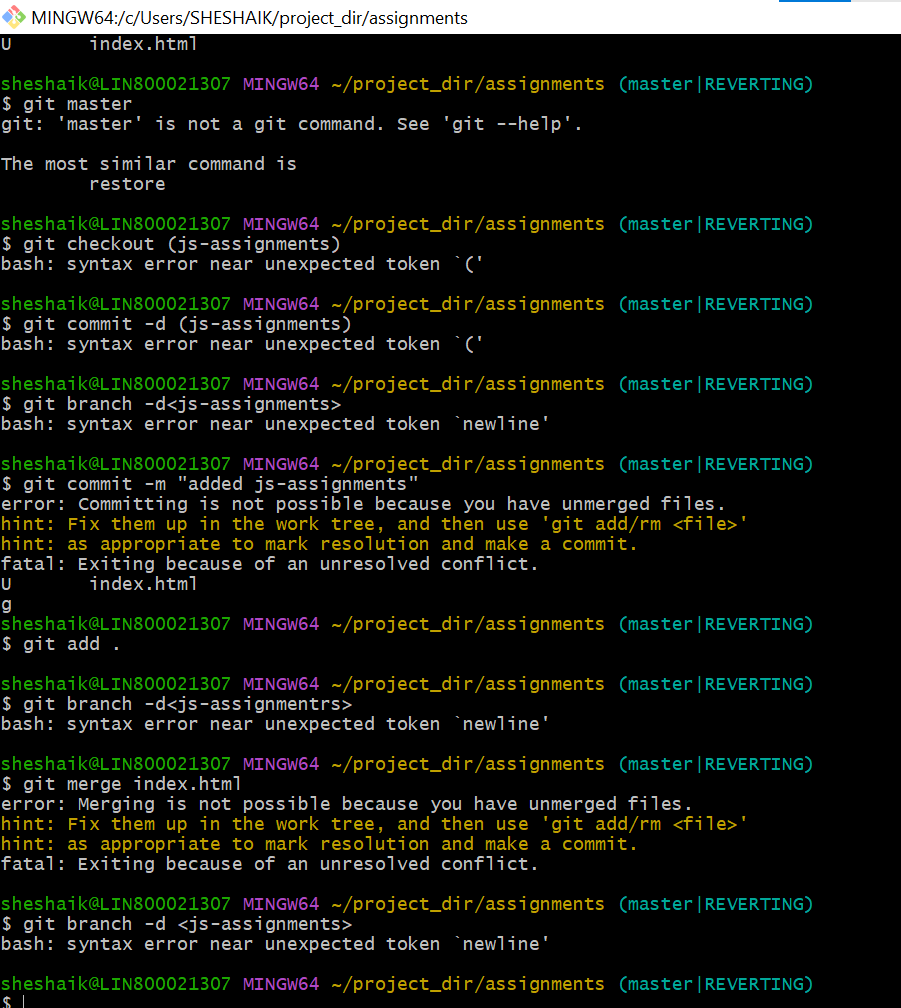 MINGW64:/c/Users/SHESHAIK/project_dir/assignments
U       index.html
sheshaik@LIN800021307 MINGW64 ~/project_dir/assignments (master|REVERTING)
$ git master
git: 'master' is not a git command. See 'git --help'.
The most similar command is
        restore
sheshaik@LIN800021307 MINGW64 ~/project_dir/assignments (master|REVERTING)
$ git checkout (js-assignments)
bash: syntax error near unexpected token `('
sheshaik@LIN800021307 MINGW64 ~/project_dir/assignments (master|REVERTING)
$ git commit -d (js-assignments)
bash: syntax error near unexpected token `('
sheshaik@LIN800021307 MINGW64 ~/project_dir/assignments (master|REVERTING)
$ git branch -d<js-assignments>
bash: syntax error near unexpected token `newline'
sheshaik@LIN800021307 MINGW64 ~/project_dir/assignments (master|REVERTING)
$ git commit -m "added js-assignments"
error: Committing is not possible because you have unmerged files.
hint: Fix them up in the work tree, and then use 'git add/rm <file>'
hint: as appropriate to mark resolution and make a commit.
fatal: Exiting because of an unresolved conflict.
U       index.html
g
sheshaik@LIN800021307 MINGW64 ~/project_dir/assignments (master|REVERTING)
$ git add .
sheshaik@LIN800021307 MINGW64 ~/project_dir/assignments (master|REVERTING)
$ git branch -d<js-assignmentrs>
bash: syntax error near unexpected token `newline'
sheshaik@LIN800021307 MINGW64 ~/project_dir/assignments (master|REVERTING)
$ git merge index.html
error: Merging is not possible because you have unmerged files.
hint: Fix them up in the work tree, and then use 'git add/rm <file>'
hint: as appropriate to mark resolution and make a commit.
fatal: Exiting because of an unresolved conflict.
sheshaik@LIN800021307 MINGW64 ~/project_dir/assignments (master|REVERTING)
$ git branch -d <js-assignments>
bash: syntax error near unexpected token `newline'
sheshaik@LIN800021307 MINGW64 ~/project_dir/assignments (master|REVERTING)
$